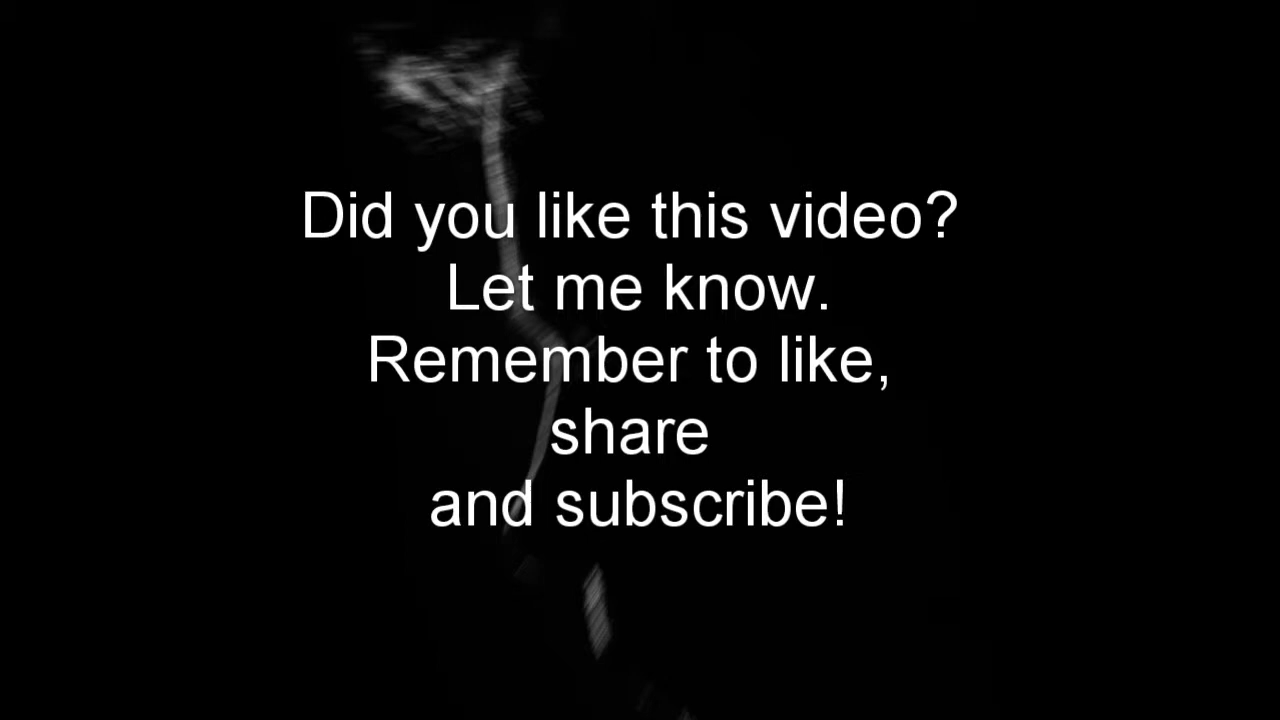 Did you like this video?
Let me know.
Remember to like,
share
and subscribe!